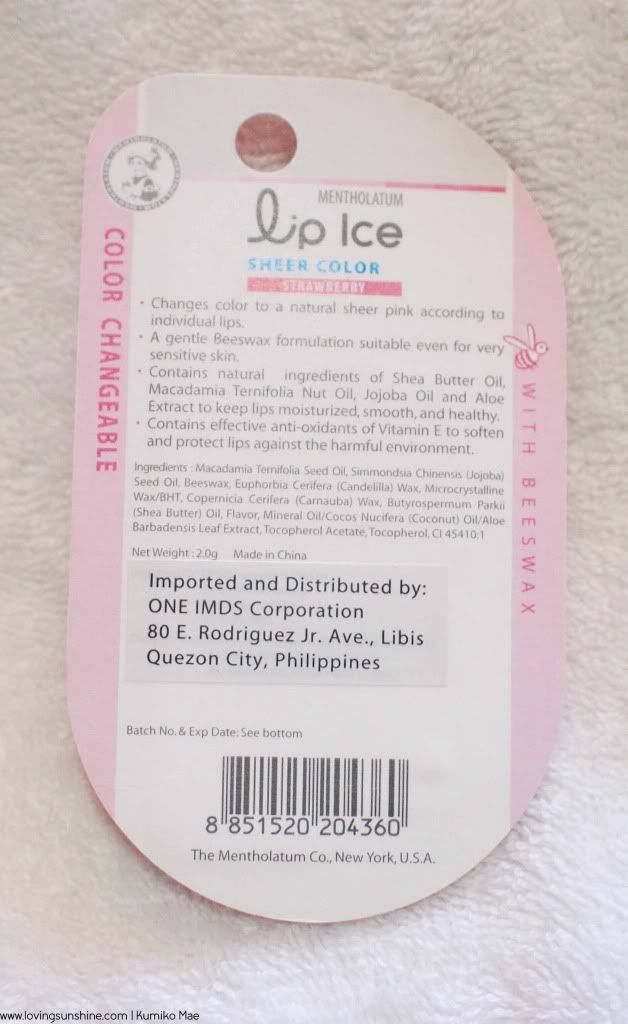 MENTHOLATUM
lip Ice
SHEER COLOR
STRAWBERRY
COLOR CHANGEABLE
• Changes color to a natural sheer pink according to
individual lips.
• A gentle Beeswax formulation suitable even for very
sensitive skin.
• Contains natural ingredients of Shea Butter Oil,
Macadamia Ternifolia Nut Oil, Jojoba Oil and Aloe
Extract to keep lips moisturized, smooth, and healthy.
• Contains effective anti-oxidants of Vitamin E to soften
and protect lips against the harmful environment.
WITH BEESWAX
Ingredients : Macadamia Ternifolia Seed Oil, Simmondsia Chinensis (Jojoba)
Seed Oil, Beeswax, Euphorbia Cerifera (Candelilla) Wax, Microcrystalline
Wax/BHT, Copernicia Cerifera (Carnauba) Wax, Butyrospermum Parkii
(Shea Butter) Oil, Flavor, Mineral Oil/Cocos Nucifera (Coconut) Oil/Aloe
Barbadensis Leaf Extract, Tocopherol Acetate, Tocopherol, CI 45410:1
Net Weight : 2.0g Made in China
Imported and Distributed by:
ONE IMDS Corporation
80 E. Rodriguez Jr. Ave., Libis
Quezon City, Philippines
Batch No. & Exp Date: See bottom
8 851520 204360
The Mentholatum Co., New York, U.S.A.
www.lovingsunshine.com | Kumiko Mae